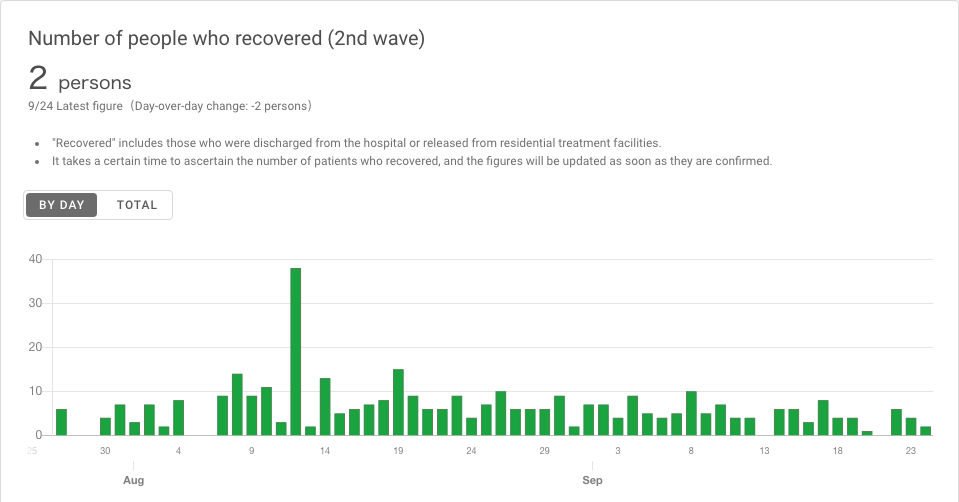 Number of people who recovered (2nd wave)
2 persons
9/24 Latest figure（Day-over-day change: -2 persons）
• "Recovered" includes those who were discharged from the hospital or released from residential treatment facilities.
• It takes a certain time to ascertain the number of patients who recovered, and the figures will be updated as soon as they are confirmed.
BY DAY TOTAL
40
30
20
10
0
25 30 4 9 14 19 24 29 3 8 13 18 23
Aug Sep